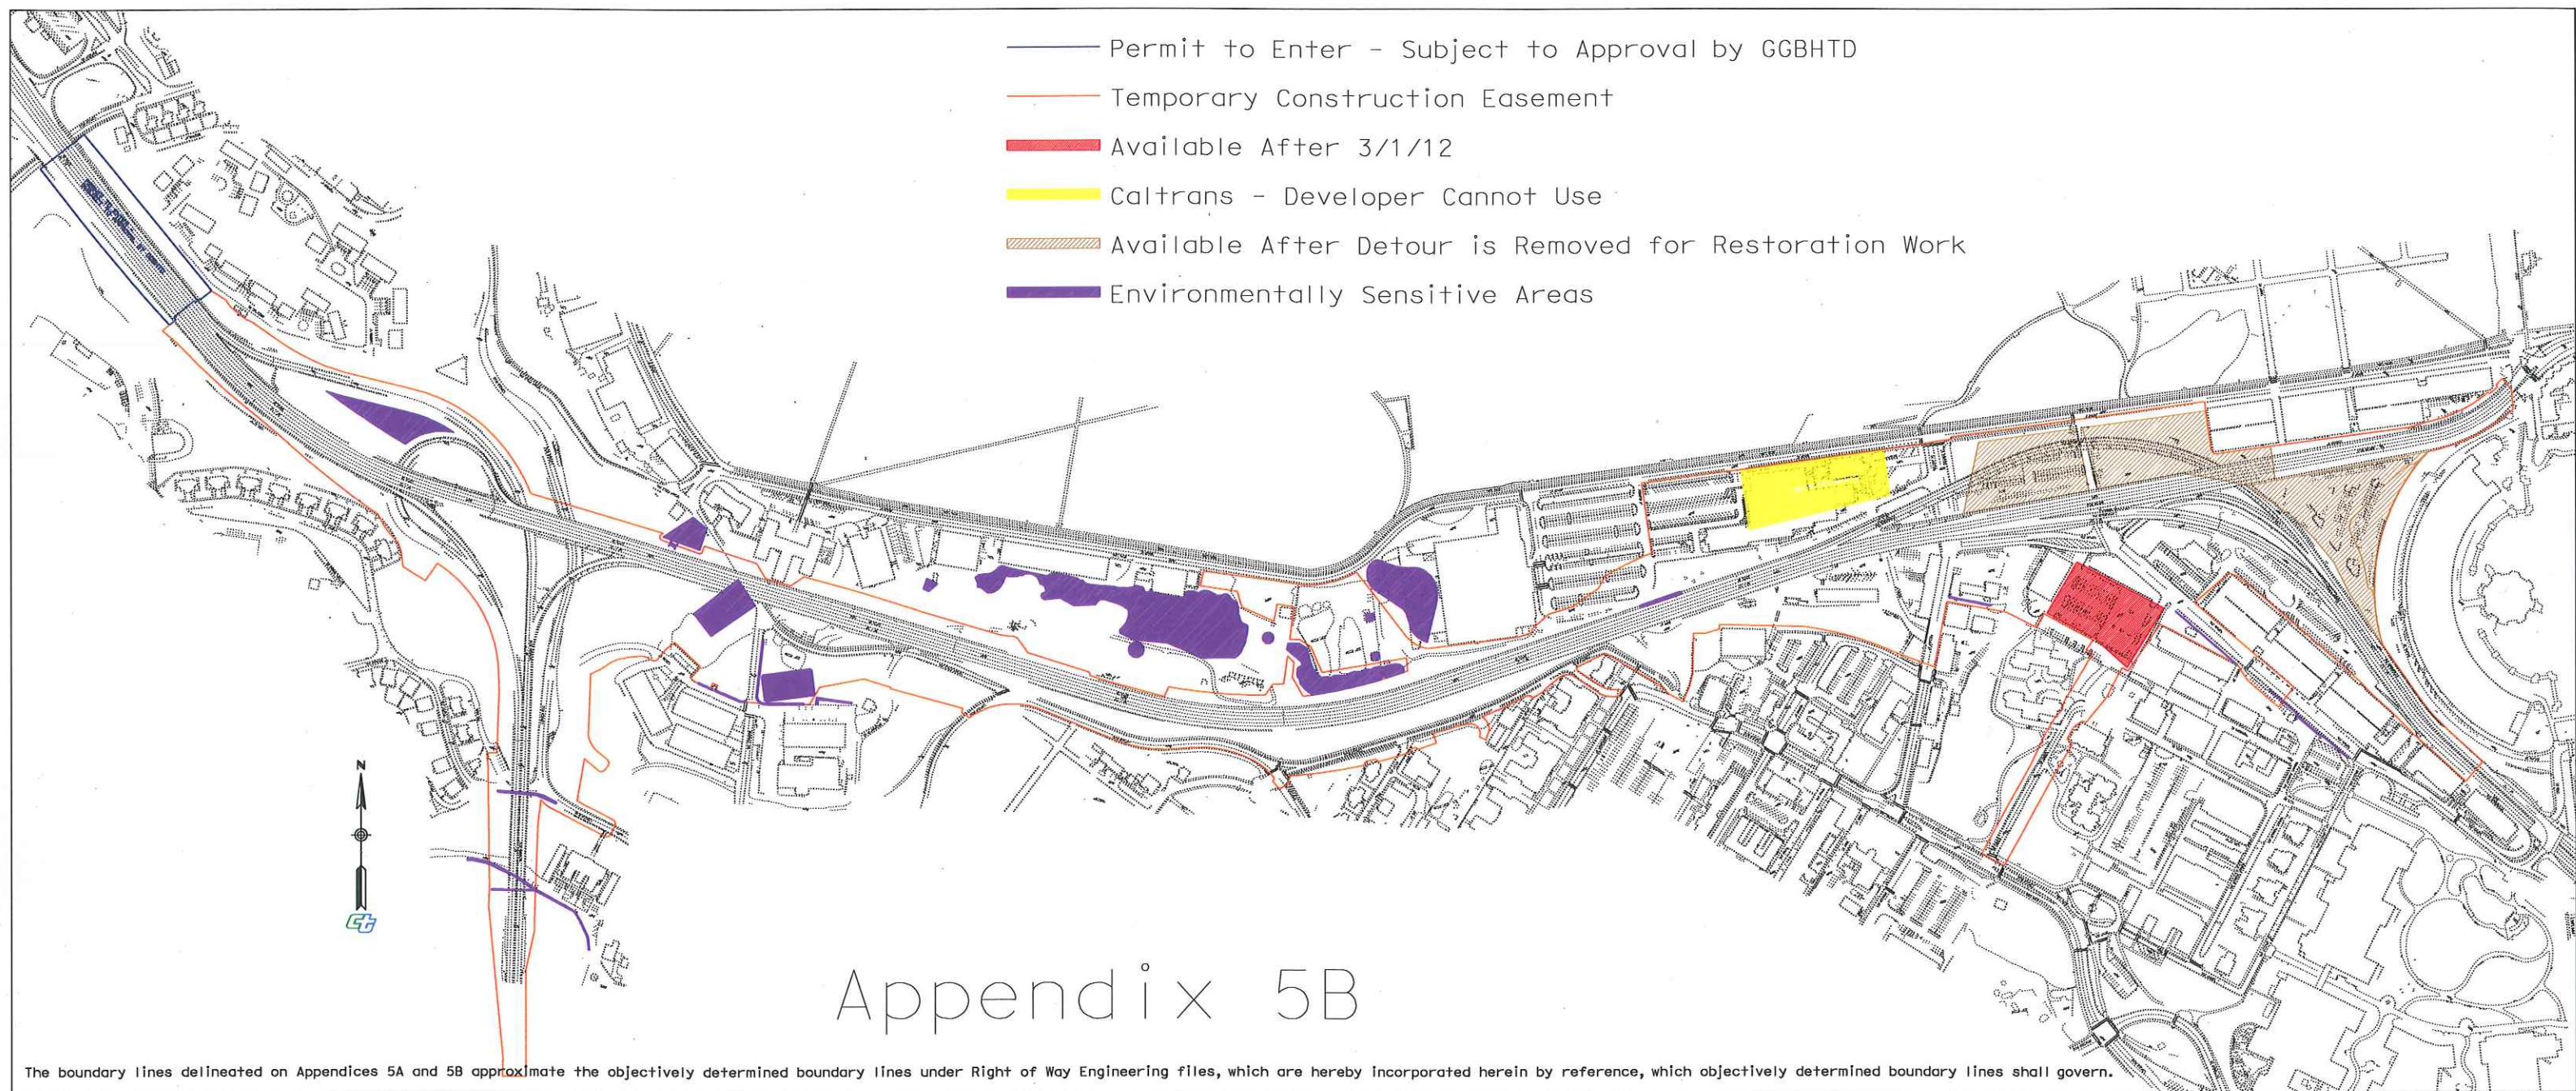 Permit to Enter - Subject to Approval by GGBHTD
Temporary Construction Easement
Available After 3/1/12
Caltrans - Developer Cannot Use
Available After Detour is Removed for Restoration Work
Environmentally Sensitive Areas
N
ct
Appendix 5B
The boundary lines delineated on Appendices 5A and 5B approximate the objectively determined boundary lines under Right of Way Engineering files, which are hereby incorporated herein by reference, which objectively determined boundary lines shall govern.